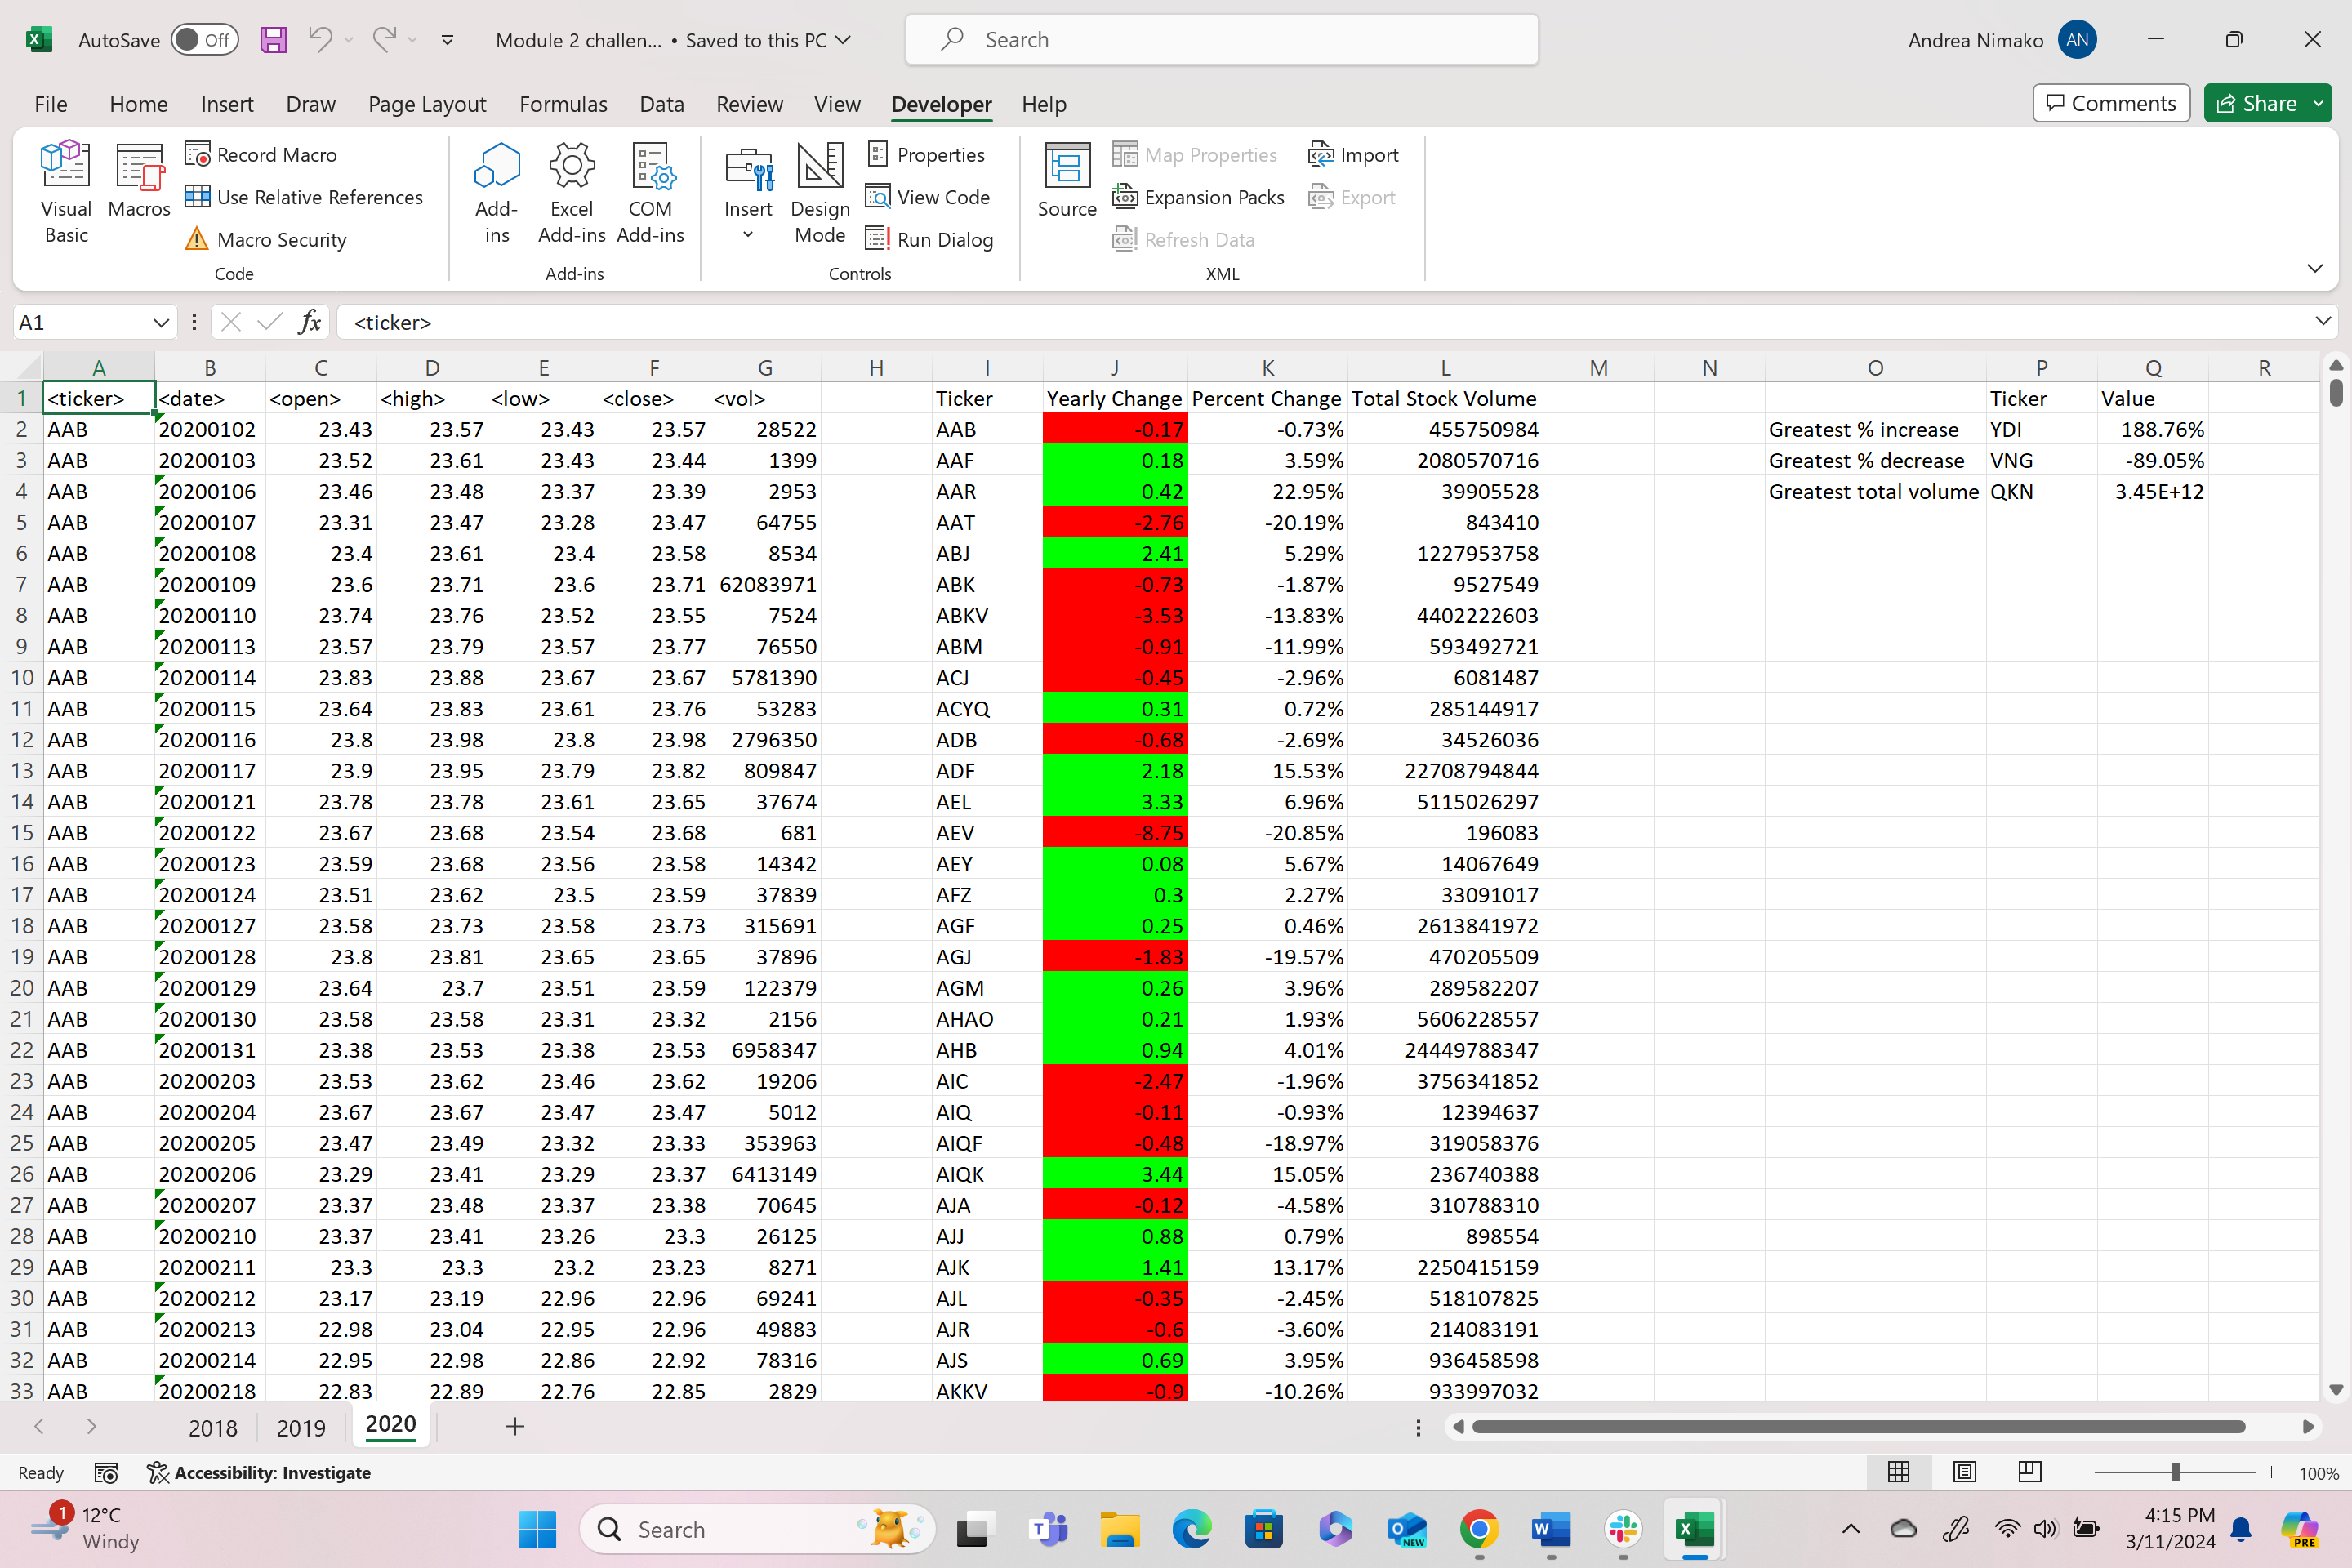 AutoSave Off Module 2 challen... • Saved to this PC Search Andrea Nimako AN
File Home Insert Draw Page Layout Formulas Data Review View Developer Help Comments Share
Visual Basic Macros Record Macro Use Relative References Macro Security Code
Add-ins Excel Add-ins COM Add-ins Add-ins
Insert Design Mode Properties View Code Run Dialog Controls
Source Map Properties Expansion Packs Refresh Data Import Export XML
A1 fx <ticker>
A B C D E F G H I J K L M N O P Q R
1 <ticker> <date> <open> <high> <low> <close> <vol> Ticker Yearly Change Percent Change Total Stock Volume Ticker Value
2 AAB 20200102 23.43 23.57 23.43 23.57 28522 AAB -0.17 -0.73% 455750984 Greatest % increase YDI 188.76%
3 AAB 20200103 23.52 23.61 23.43 23.44 1399 AAF 0.18 3.59% 2080570716 Greatest % decrease VNG -89.05%
4 AAB 20200106 23.46 23.48 23.37 23.39 2953 AAR 0.42 22.95% 39905528 Greatest total volume QKN 3.45E+12
5 AAB 20200107 23.31 23.47 23.28 23.47 64755 AAT -2.76 -20.19% 843410
6 AAB 20200108 23.4 23.61 23.4 23.58 8534 ABJ 2.41 5.29% 1227953758
7 AAB 20200109 23.6 23.71 23.6 23.71 62083971 ABK -0.73 -1.87% 9527549
8 AAB 20200110 23.74 23.76 23.52 23.55 7524 ABKV -3.53 -13.83% 4402222603
9 AAB 20200113 23.57 23.79 23.57 23.77 76550 ABM -0.91 -11.99% 593492721
10 AAB 20200114 23.83 23.88 23.67 23.67 5781390 ACJ -0.45 -2.96% 6081487
11 AAB 20200115 23.64 23.83 23.61 23.76 53283 ACYQ 0.31 0.72% 285144917
12 AAB 20200116 23.8 23.98 23.8 23.98 2796350 ADB -0.68 -2.69% 34526036
13 AAB 20200117 23.9 23.95 23.79 23.82 809847 ADF 2.18 15.53% 22708794844
14 AAB 20200121 23.78 23.78 23.61 23.65 37674 AEL 3.33 6.96% 5115026297
15 AAB 20200122 23.67 23.68 23.54 23.68 681 AEV -8.75 -20.85% 196083
16 AAB 20200123 23.59 23.68 23.56 23.58 14342 AEY 0.08 5.67% 14067649
17 AAB 20200124 23.51 23.62 23.5 23.59 37839 AFZ 0.3 2.27% 33091017
18 AAB 20200127 23.58 23.73 23.58 23.73 315691 AGF 0.25 0.46% 2613841972
19 AAB 20200128 23.8 23.81 23.65 23.65 37896 AGJ -1.83 -19.57% 470205509
20 AAB 20200129 23.64 23.7 23.51 23.59 122379 AGM 0.26 3.96% 289582207
21 AAB 20200130 23.58 23.58 23.31 23.32 2156 AHAO 0.21 1.93% 5606228557
22 AAB 20200131 23.38 23.53 23.38 23.53 6958347 AHB 0.94 4.01% 24449788347
23 AAB 20200203 23.53 23.62 23.46 23.62 19206 AIC -2.47 -1.96% 3756341852
24 AAB 20200204 23.67 23.67 23.47 23.47 5012 AIQ -0.11 -0.93% 12394637
25 AAB 20200205 23.47 23.49 23.32 23.33 353963 AIQF -0.48 -18.97% 319058376
26 AAB 20200206 23.29 23.41 23.29 23.37 6413149 AIQK 3.44 15.05% 236740388
27 AAB 20200207 23.37 23.48 23.37 23.38 70645 AJA -0.12 -4.58% 310788310
28 AAB 20200210 23.37 23.41 23.26 23.3 26125 AJJ 0.88 0.79% 898554
29 AAB 20200211 23.3 23.3 23.2 23.23 8271 AJK 1.41 13.17% 2250415159
30 AAB 20200212 23.17 23.19 22.96 22.96 69241 AJL -0.35 -2.45% 518107825
31 AAB 20200213 22.98 23.04 22.95 22.96 49883 AJR -0.6 -3.60% 214083191
32 AAB 20200214 22.95 22.98 22.86 22.92 78316 AJS 0.69 3.95% 936458598
33 AAB 20200218 22.83 22.89 22.76 22.85 2829 AKKV -0.9 -10.26% 933997032
2018 2019 2020
Ready Accessibility: Investigate 100%
1 12°C Search 4:15 PM
Windy 3/11/2024 NEW PRE